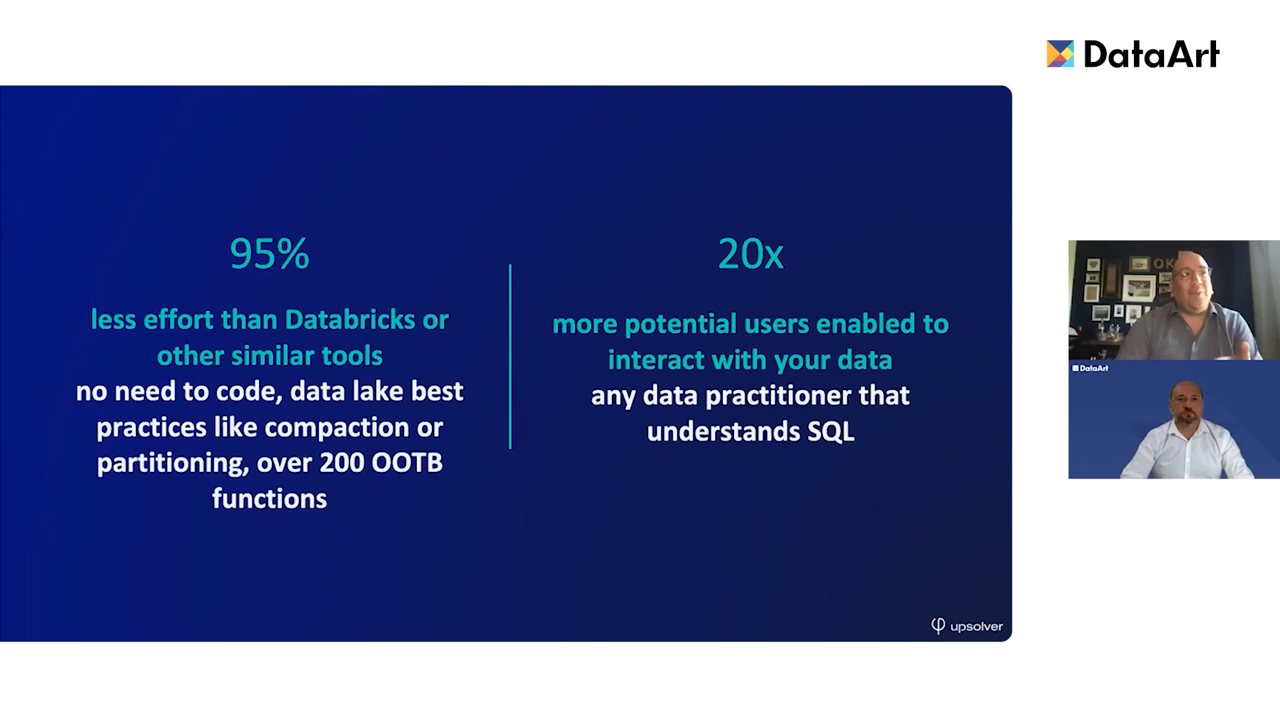 DataArt
95%
less effort than Databricks or
other similar tools
no need to code, data lake best
practices like compaction or
partitioning, over 200 OOTB
functions
20x
more potential users enabled to
interact with your data
any data practitioner that
understands SQL
OK
DataArt
upsolver